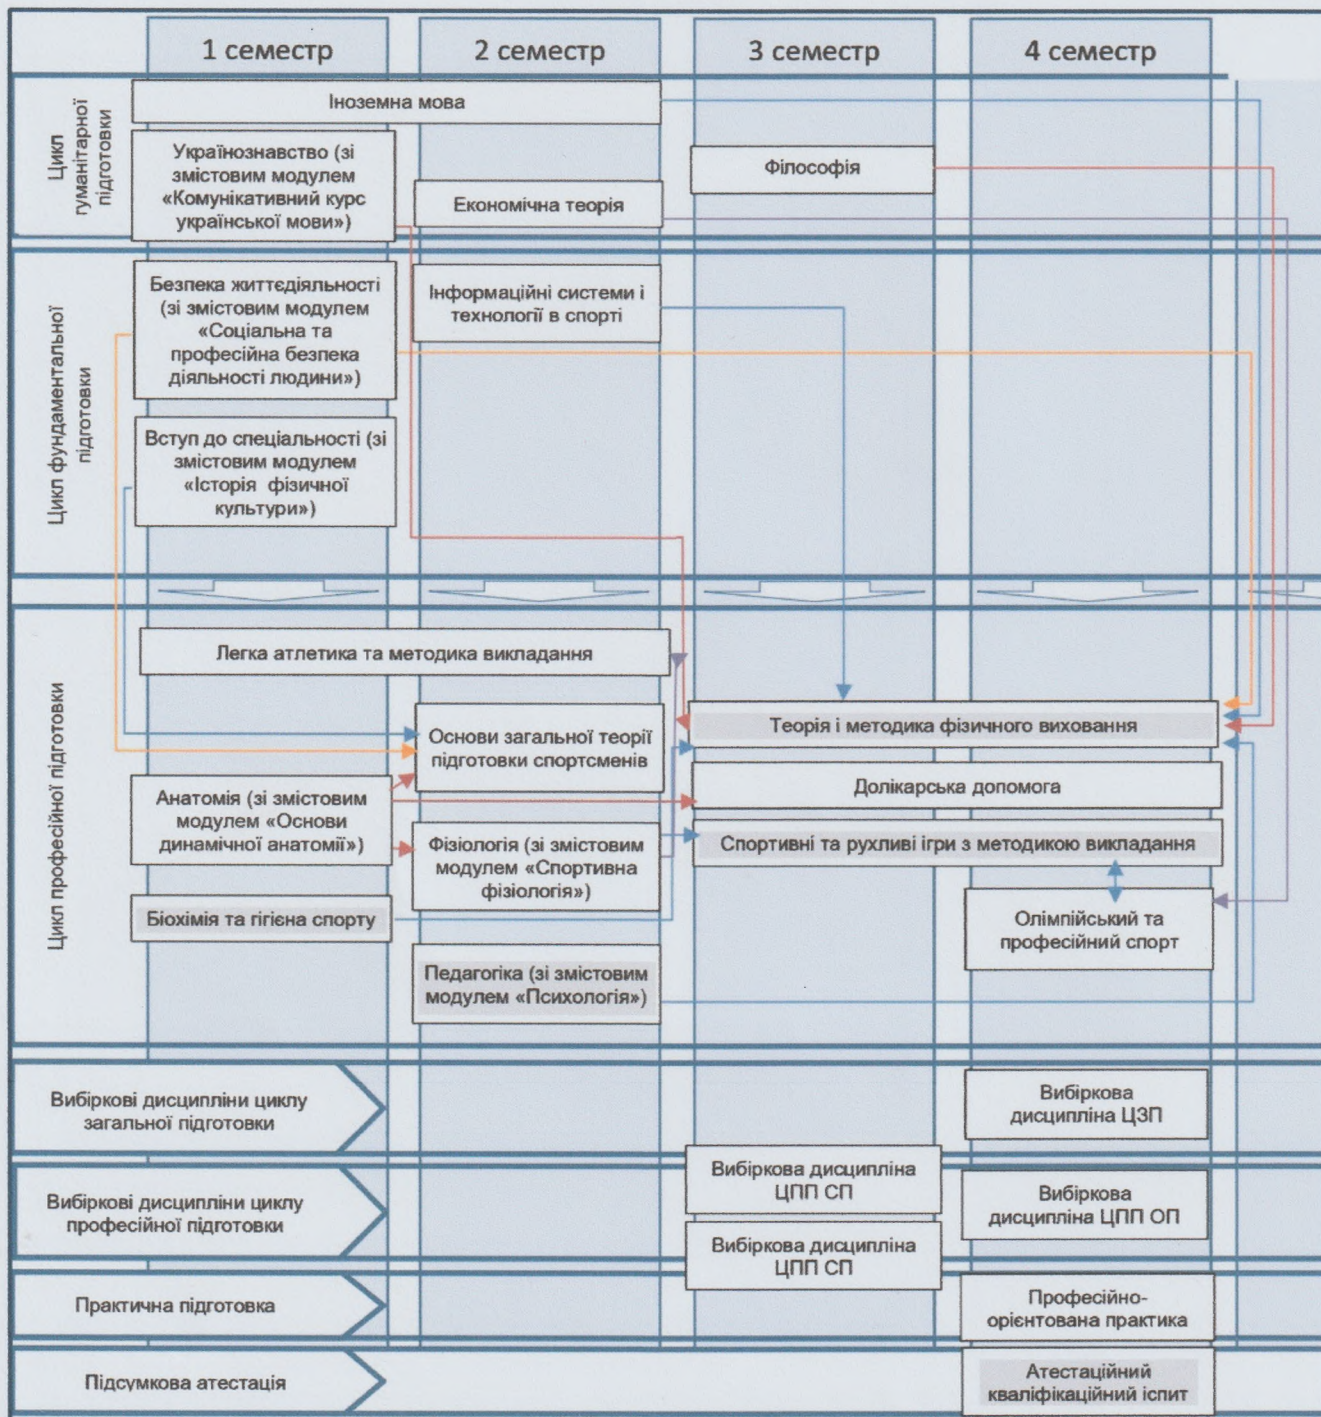 1 семестр
2 семестр
3 семестр
4 семестр
Цикл
гуманітарної
підготовки
Іноземна мова
Українознавство (зі
змістовим модулем
«Комунікативний курс
української мови»)
Економічна теорія
Філософія
Цикл фундаментальної
підготовки
Безпека життєдіяльності
(зі змістовим модулем
«Соціальна та
професійна безпека
діяльності людини»)
Інформаційні системи і
технології в спорті
Вступ до спеціальності (зі
змістовим модулем
«Історія фізичної
культури»)
Цикл професійної підготовки
Легка атлетика та методика викладання
Основи загальної теорії
підготовки спортсменів
Теорія і методика фізичного виховання
Анатомія (зі змістовим
модулем «Основи
динамічної анатомії»)
Долікарська допомога
Фізіологія (зі змістовим
модулем «Спортивна
фізіологія»)
Спортивні та рухливі ігри з методикою викладання
Біохімія та гігієна спорту
Олімпійський та
професійний спорт
Педагогіка (зі змістовим
модулем «Психологія»)
Вибіркові дисципліни циклу
загальної підготовки
Вибіркова
дисципліна ЦЗП
Вибіркові дисципліни циклу
професійної підготовки
Вибіркова дисципліна
ЦПП СП
Вибіркова
дисципліна ЦПП ОП
Вибіркова дисципліна
ЦПП СП
Практична підготовка
Професійно-
орієнтована практика
Підсумкова атестація
Атестаційний
кваліфікаційний іспит